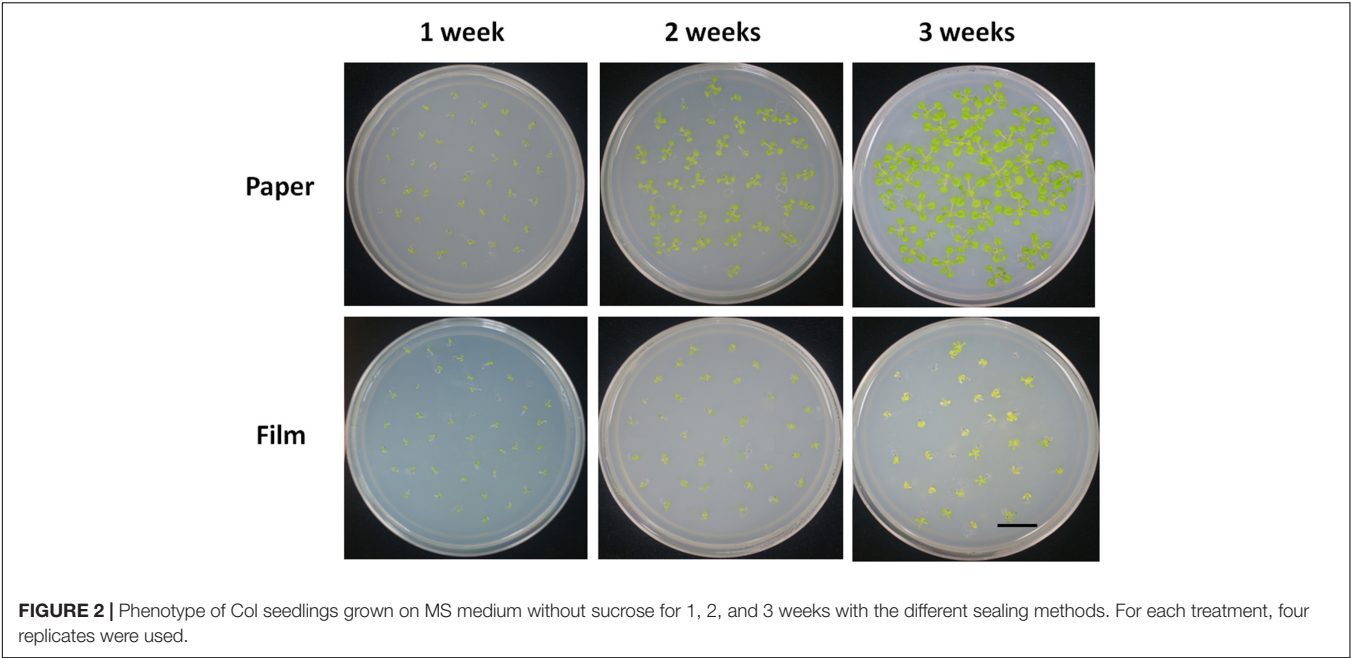 1 week 2 weeks 3 weeks
Paper
Film
FIGURE 2 | Phenotype of Col seedlings grown on MS medium without sucrose for 1, 2, and 3 weeks with the different sealing methods. For each treatment, four
replicates were used.